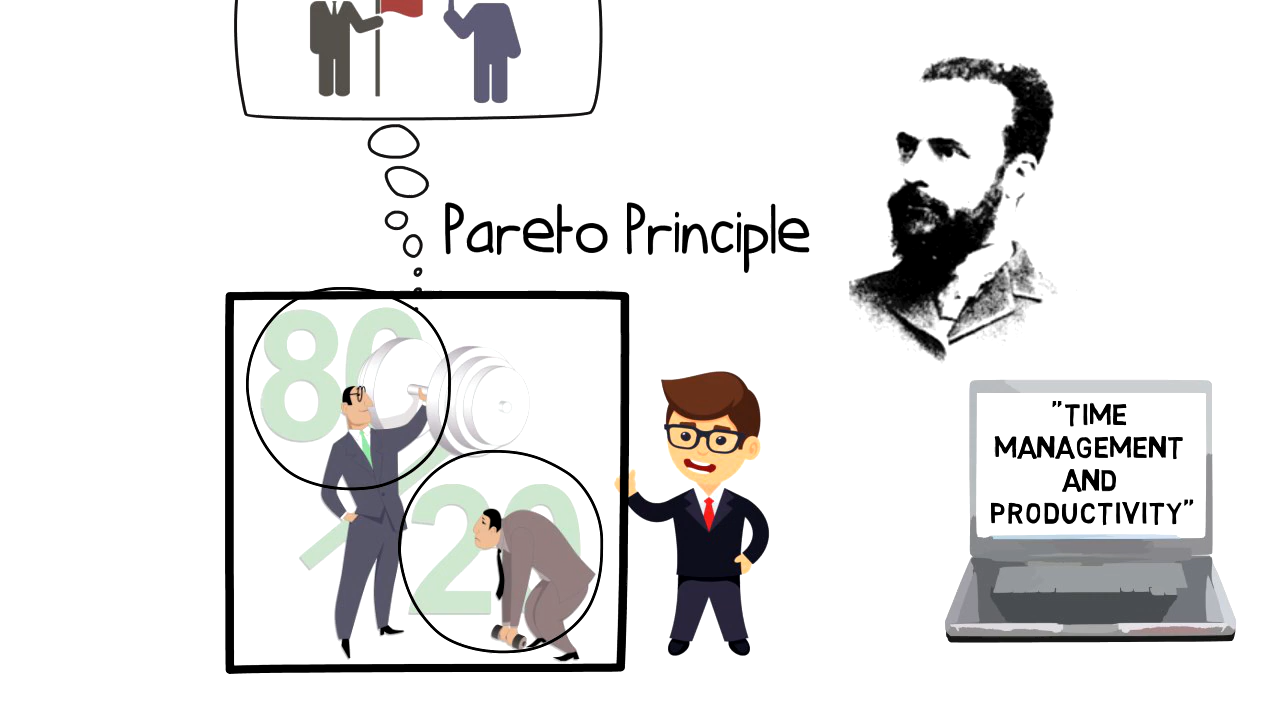 Pareto Principle
80
20
"TIME
MANAGEMENT
AND
PRODUCTIVITY"